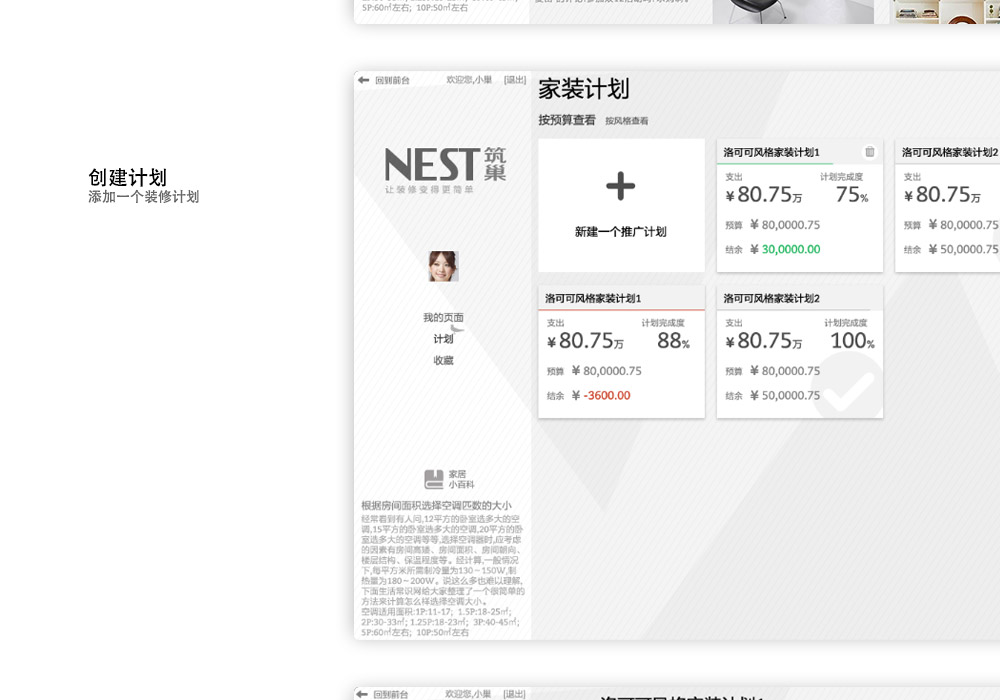 5P:60㎡左右; 10P:50㎡左右
创建计划
添加一个装修计划
回到前台 欢迎您,小巢 [退出]
NEST筑巢
让装修变得更简单
我的页面
计划
收藏
家居
小百科
根据房间面积选择空调匹数的大小
经常看到有人问,12平方的卧室选多大的空
调,15平方的卧室选多大的空调,20平方的卧
室选多大的空调等等,选择空调器时,应考虑
的因素有房间高矮、房间面积、房间朝向、
楼层结构、保温程度等。经计算,一般情况
下,每平方米所需制冷量为130~150W,制
热量为180~200W。说这么多也难以理解,
下面生活常识网给大家整理了一个很简单的
方法来计算怎么样选择空调大小。
空调适用面积:1P:11-17; 1.5P:18-25㎡;
2P:30-33㎡; 1.25P:18-23㎡; 3P:40-45㎡;
5P:60㎡左右; 10P:50㎡左右
家装计划
按预算查看 按风格查看
新建一个推广计划
洛可可风格家装计划1
支出 计划完成度
¥80.75万 75%
预算 ¥ 80,0000.75
结余 ¥ 30,0000.00
洛可可风格家装计划2
支出
¥80.75万
预算 ¥ 80,0000.75
结余 ¥ 50,0000.75
洛可可风格家装计划1
支出 计划完成度
¥80.75万 88%
预算 ¥ 80,0000.75
结余 ¥ -3600.00
洛可可风格家装计划2
支出 计划完成度
¥80.75万 100%
预算 ¥ 80,0000.75
结余 ¥ 50,0000.75
回到前台 欢迎您,小巢 [退出]